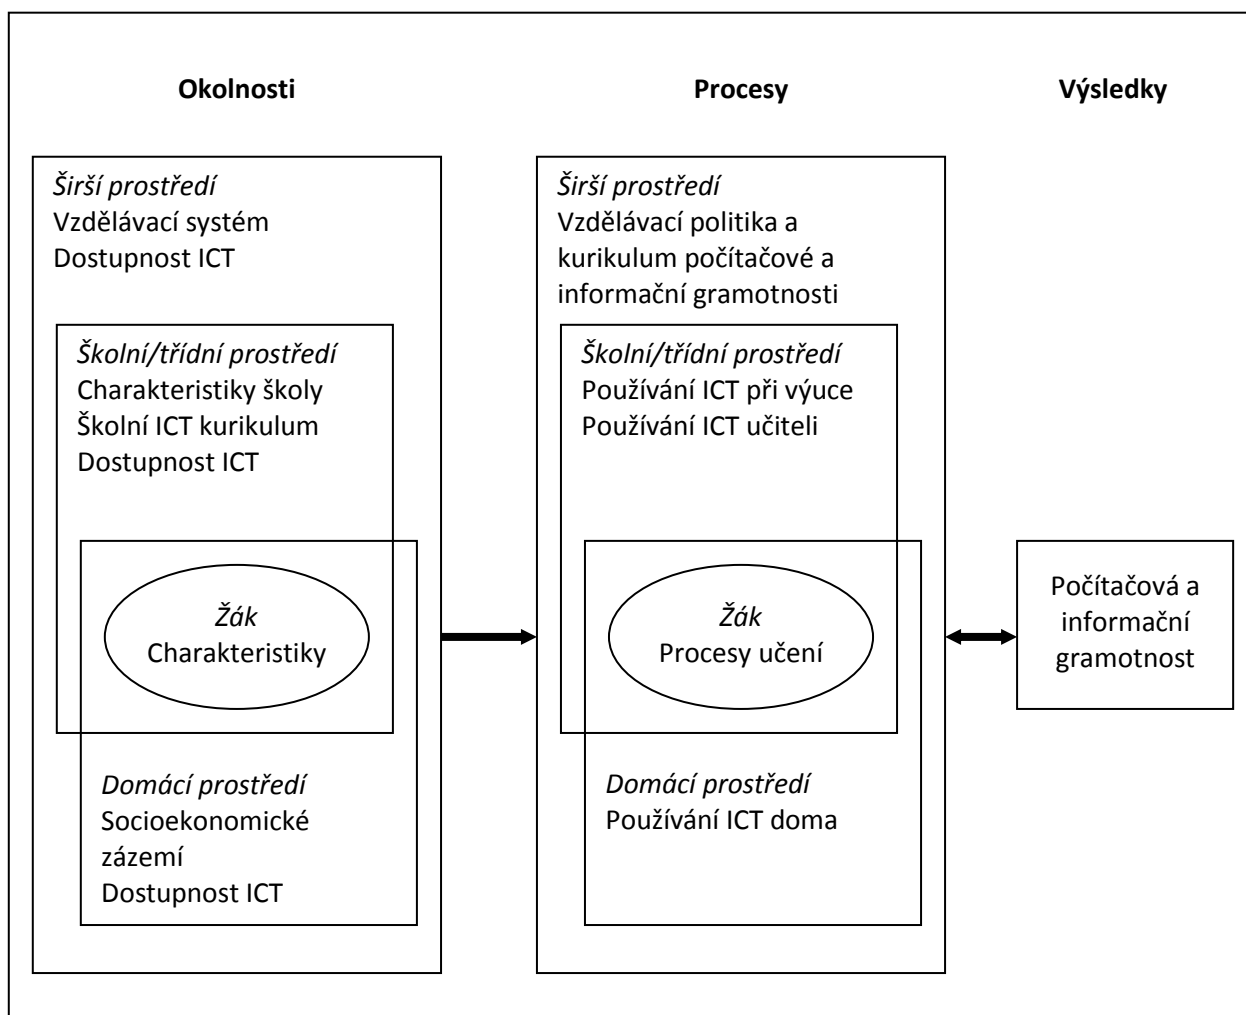 Okolnosti
Procesy
Výsledky
Širší prostředí
Vzdělávací systém
Dostupnost ICT
Školní/třídní prostředí
Charakteristiky školy
Školní ICT kurikulum
Dostupnost ICT
Žák
Charakteristiky
Domácí prostředí
Socioekonomické
zázemí
Dostupnost ICT
Širší prostředí
Vzdělávací politika a
kurikulum počítačové a
informační gramotnosti
Školní/třídní prostředí
Používání ICT při výuce
Používání ICT učiteli
Žák
Procesy učení
Domácí prostředí
Používání ICT doma
Počítačová a
informační
gramotnost